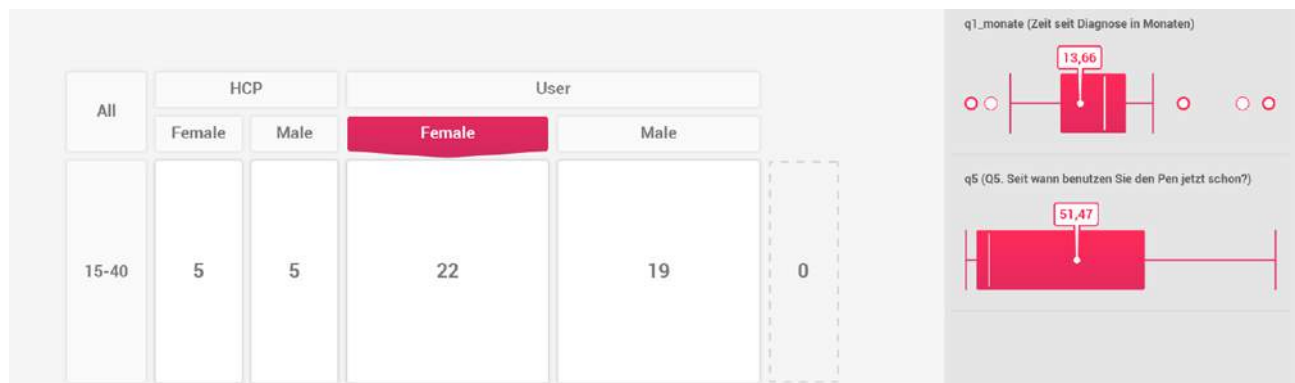 q1_monate (Zeit seit Diagnose in Monaten)
13,66
All
HCP
User
Female
Male
Female
Male
q5 (Q5. Seit wann benutzen Sie den Pen jetzt schon?)
51,47
15-40
5
5
22
19
0